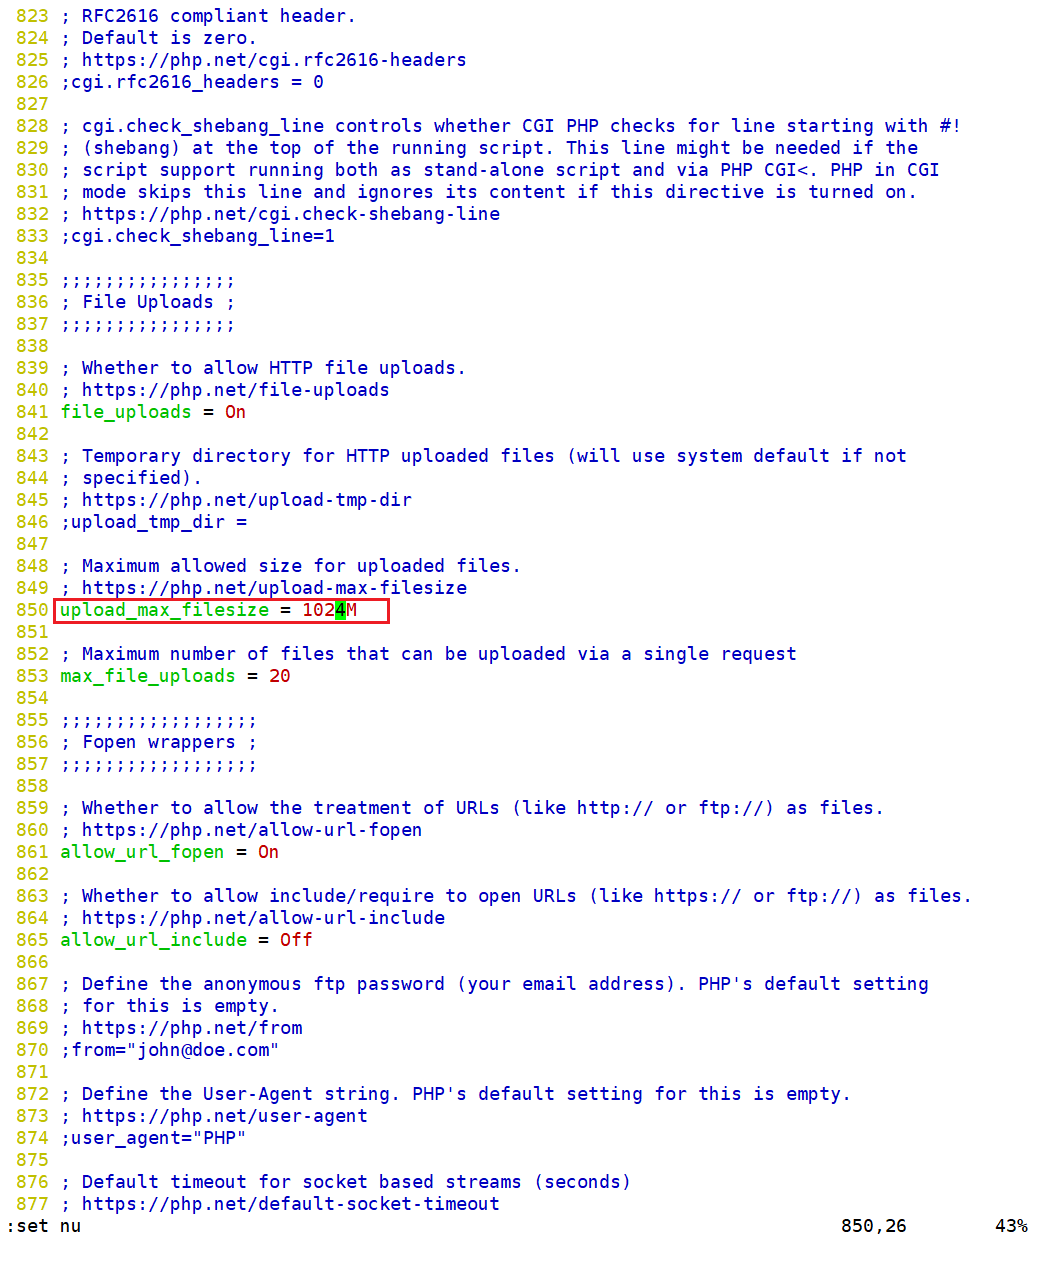 823 ; RFC2616 compliant header.
824 ; Default is zero.
825 ; https://php.net/cgi.rfc2616-headers
826 ;cgi.rfc2616_headers = 0
827
828 ; cgi.check_shebang_line controls whether CGI PHP checks for line starting with #!
829 ; (shebang) at the top of the running script. This line might be needed if the
830 ; script support running both as stand-alone script and via PHP CGI<. PHP in CGI
831 ; mode skips this line and ignores its content if this directive is turned on.
832 ; https://php.net/cgi.check-shebang-line
833 ;cgi.check_shebang_line=1
834
835 ;;;;;;;;;;;;;;;;
836 ; File Uploads ;
837 ;;;;;;;;;;;;;;;;
838
839 ; Whether to allow HTTP file uploads.
840 ; https://php.net/file-uploads
841 file_uploads = On
842
843 ; Temporary directory for HTTP uploaded files (will use system default if not
844 ; specified).
845 ; https://php.net/upload-tmp-dir
846 ;upload_tmp_dir =
847
848 ; Maximum allowed size for uploaded files.
849 ; https://php.net/upload-max-filesize
850 upload_max_filesize = 1024M
851
852 ; Maximum number of files that can be uploaded via a single request
853 max_file_uploads = 20
854
855 ;;;;;;;;;;;;;;;;;;
856 ; Fopen wrappers ;
857 ;;;;;;;;;;;;;;;;;;
858
859 ; Whether to allow the treatment of URLs (like http:// or ftp://) as files.
860 ; https://php.net/allow-url-fopen
861 allow_url_fopen = On
862
863 ; Whether to allow include/require to open URLs (like https:// or ftp://) as files.
864 ; https://php.net/allow-url-include
865 allow_url_include = Off
866
867 ; Define the anonymous ftp password (your email address). PHP's default setting
868 ; for this is empty.
869 ; https://php.net/from
870 ;from="john@doe.com"
871
872 ; Define the User-Agent string. PHP's default setting for this is empty.
873 ; https://php.net/user-agent
874 ;user_agent="PHP"
875
876 ; Default timeout for socket based streams (seconds)
877 ; https://php.net/default-socket-timeout
:set nu 850,26 43%